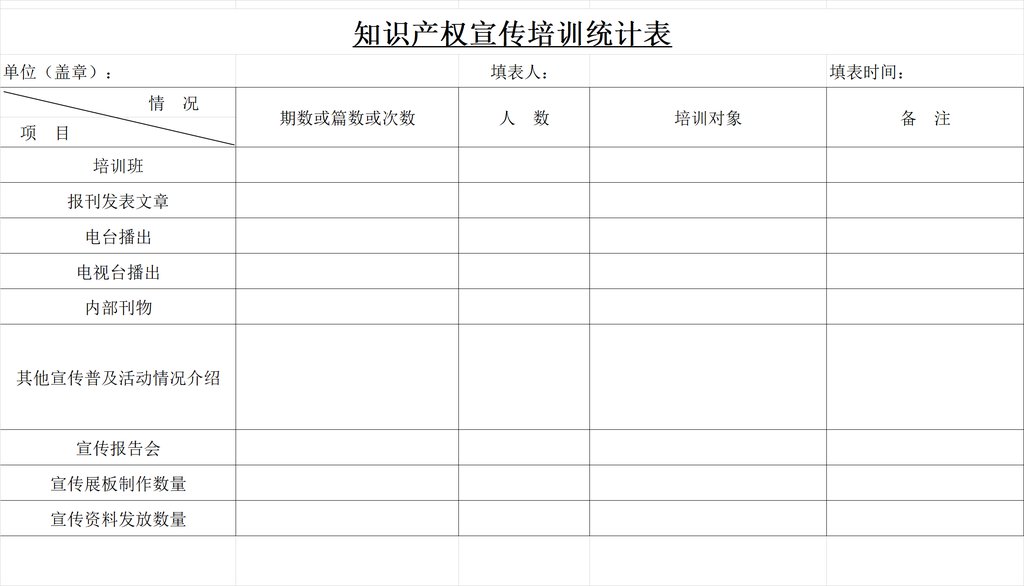 知识产权宣传培训统计表
单位（盖章）： 填表人： 填表时间：
情 况
项 目
期数或篇数或次数 人 数 培训对象 备 注
培训班
报刊发表文章
电台播出
电视台播出
内部刊物
其他宣传普及活动情况介绍
宣传报告会
宣传展板制作数量
宣传资料发放数量